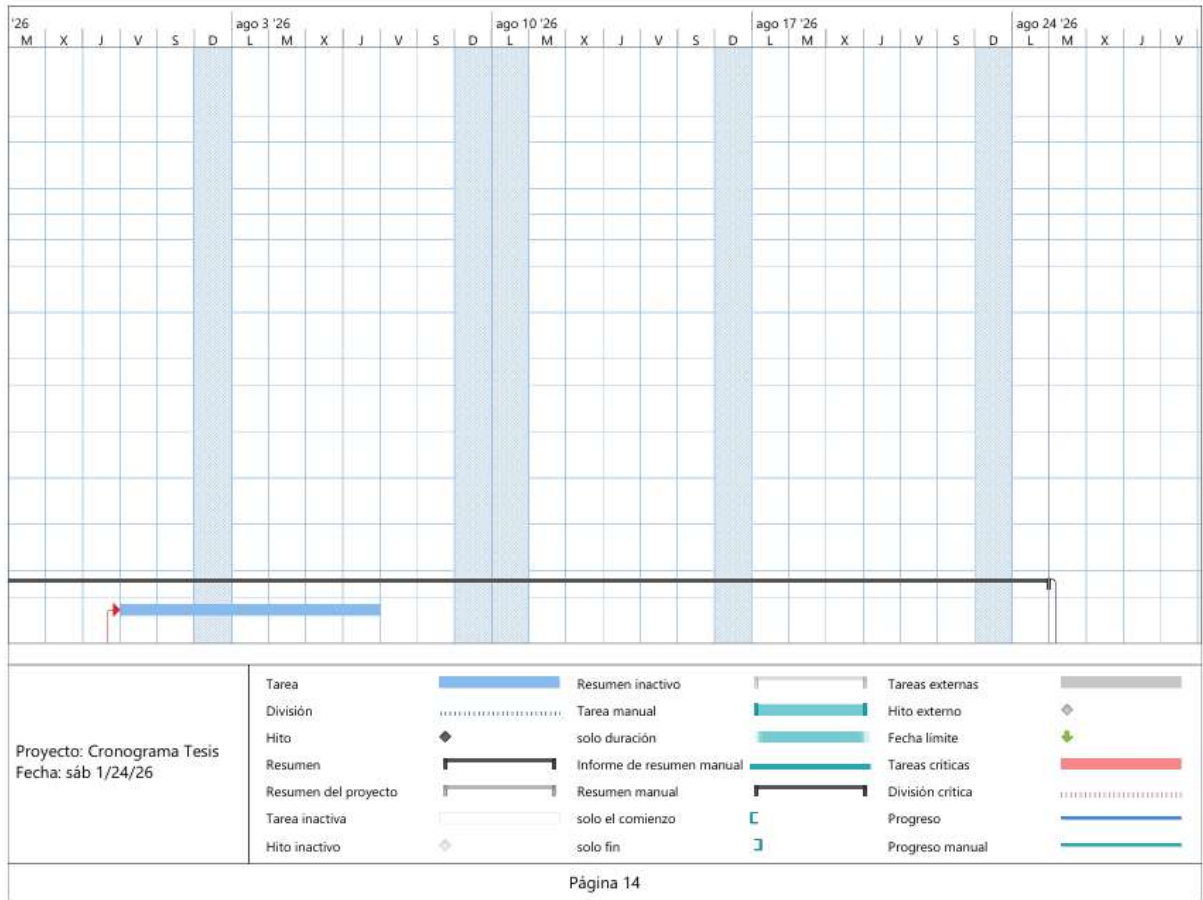 '26 ago 3 '26 ago 10 '26 ago 17 '26 ago 24 '26
M X J V S D L M X J V S D L M X J V S D L M X J V S D L M X J V
Tarea Resumen inactivo Tareas externas
División Tarea manual Hito externo
Hito solo duración Fecha límite
Resumen Informe de resumen manual Tareas críticas
Resumen del proyecto Resumen manual División crítica
Tarea inactiva solo el comienzo Progreso
Hito inactivo solo fin Progreso manual
Proyecto: Cronograma Tesis
Fecha: sáb 1/24/26
Página 14